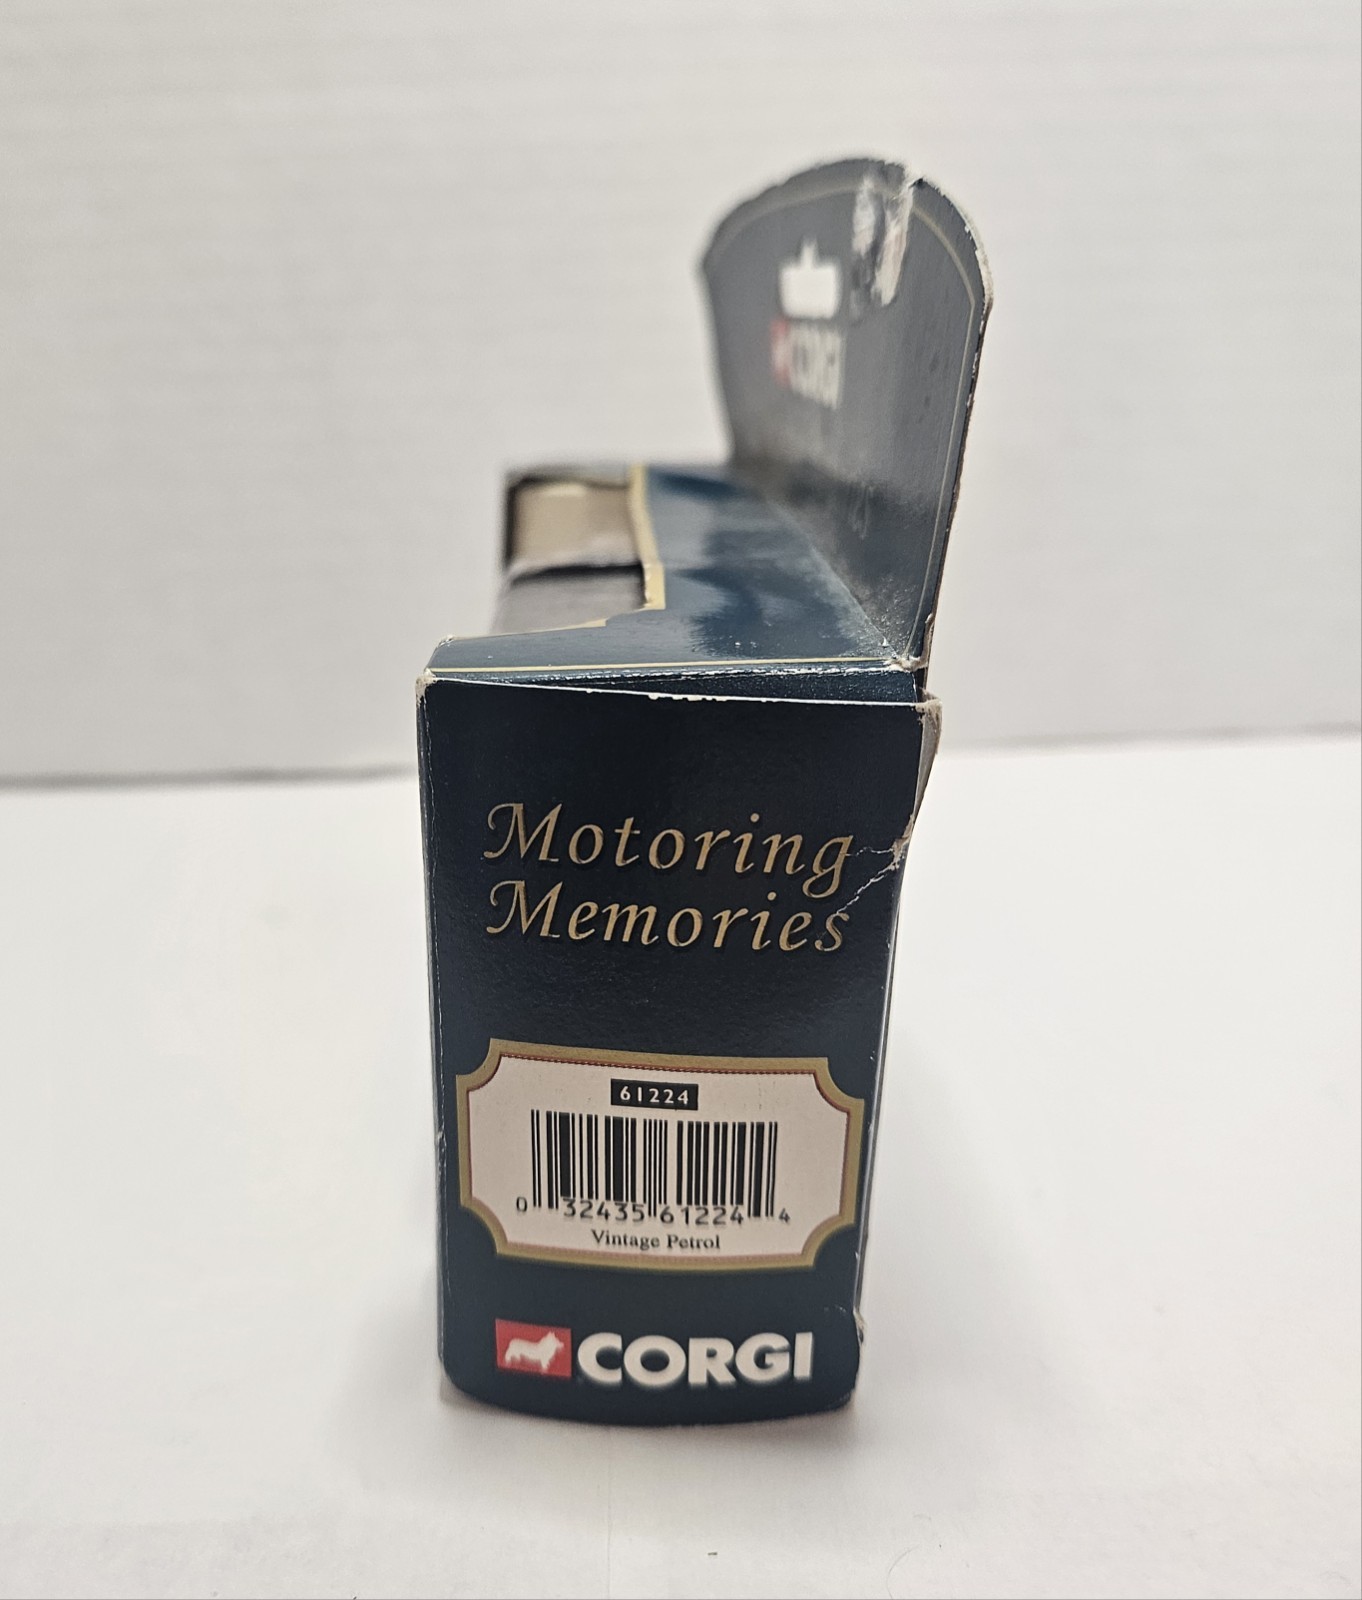 CORGI
Motoring
Memories
61224
0 32435 61224 4
Vintage Petrol
CORGI